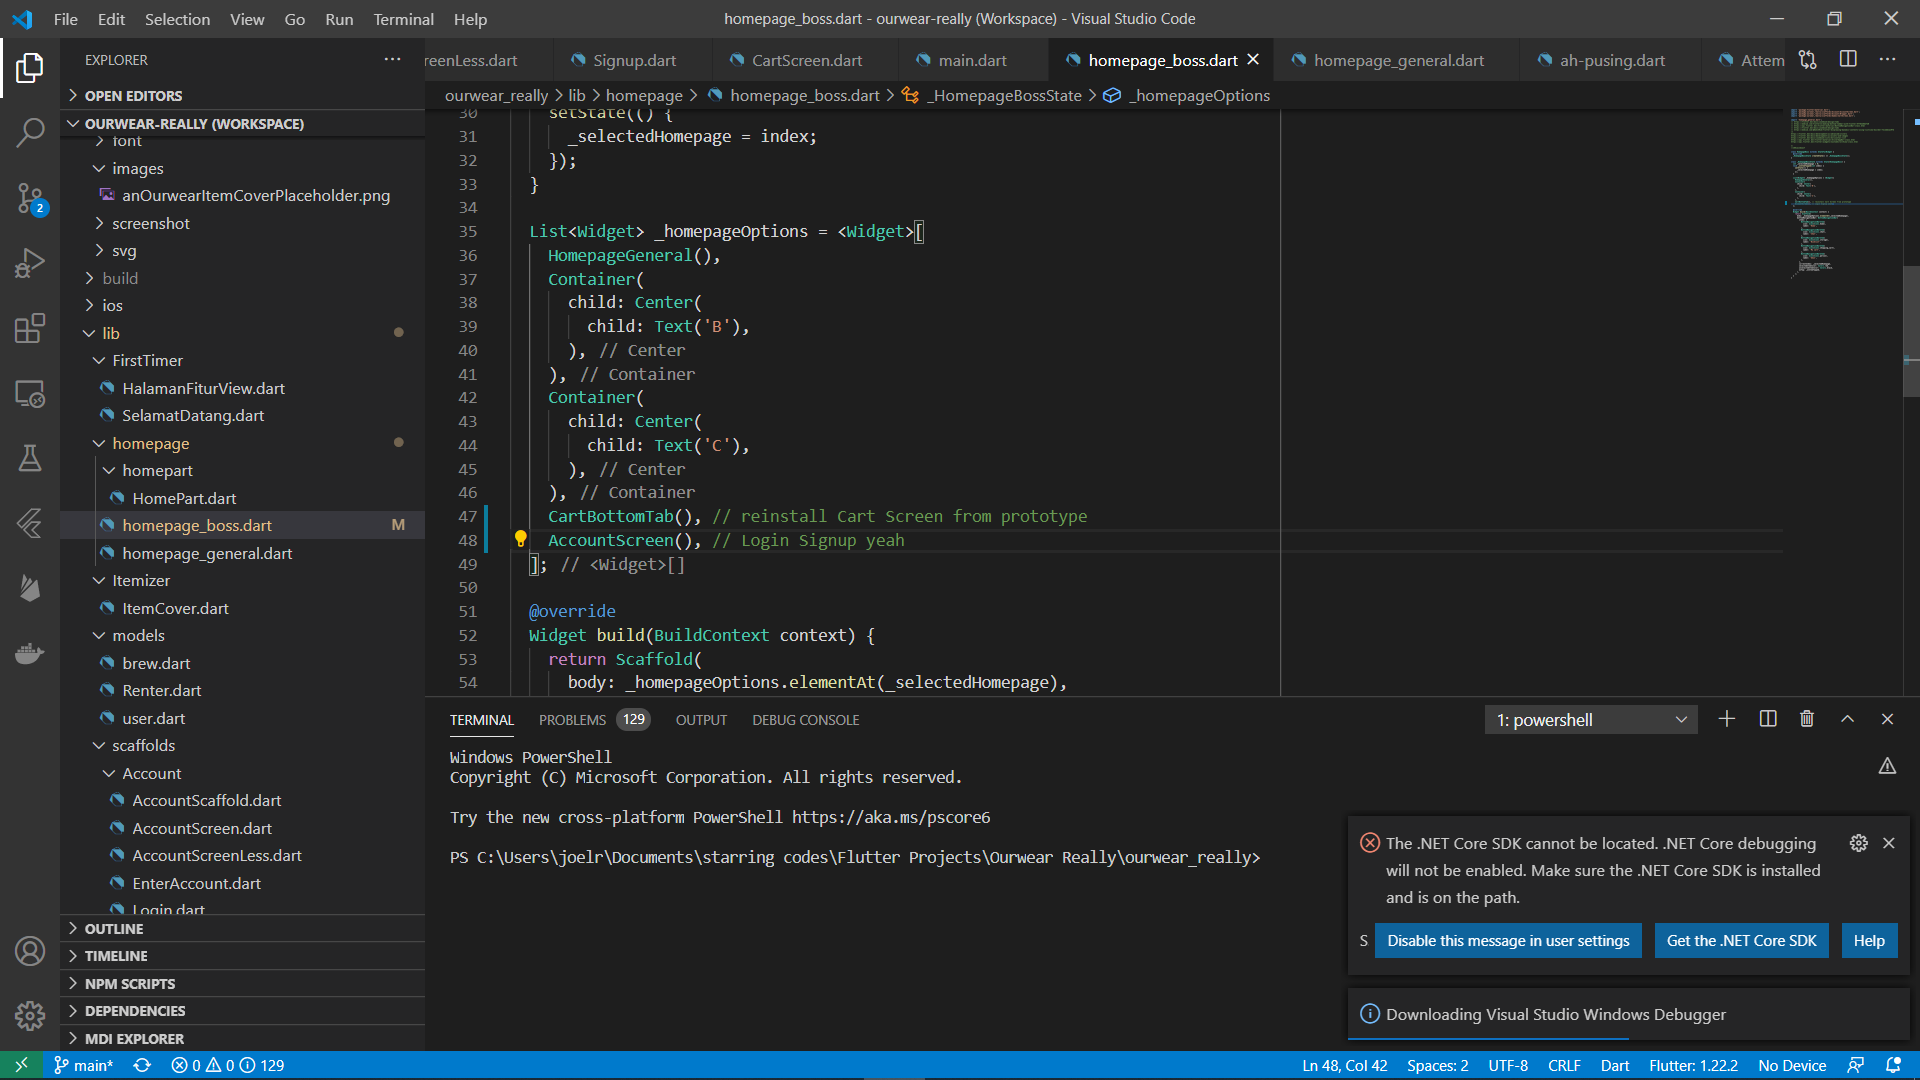 File Edit Selection View Go Run Terminal Help
homepage_boss.dart - ourwear-really (Workspace) - Visual Studio Code
EXPLORER
OPEN EDITORS
OURWEAR-REALLY (WORKSPACE)
font
images
anOurwearItemCoverPlaceholder.png
screenshot
svg
build
ios
lib
FirstTimer
HalamanFiturView.dart
SelamatDatang.dart
homepage
homepart
HomePart.dart
homepage_boss.dart M
homepage_general.dart
Itemizer
ItemCover.dart
models
brew.dart
Renter.dart
user.dart
scaffolds
Account
AccountScaffold.dart
AccountScreen.dart
AccountScreenLess.dart
EnterAccount.dart
Login.dart
OUTLINE
TIMELINE
NPM SCRIPTS
DEPENDENCIES
MDI EXPLORER
2
reenLess.dart Signup.dart CartScreen.dart main.dart homepage_boss.dart homepage_general.dart ah-pusing.dart Attem
ourwear_really > lib > homepage > homepage_boss.dart > _HomepageBossState > _homepageOptions
30 setState(() {
31 _selectedHomepage = index;
32 });
33 }
34
35 List<Widget> _homepageOptions = <Widget>[
36 HomepageGeneral(),
37 Container(
38 child: Center(
39 child: Text('B'),
40 ), // Center
41 ), // Container
42 Container(
43 child: Center(
44 child: Text('C'),
45 ), // Center
46 ), // Container
47 CartBottomTab(), // reinstall Cart Screen from prototype
48 AccountScreen(), // Login Signup yeah
49 ]; // <Widget>[]
50
51 @override
52 Widget build(BuildContext context) {
53 return Scaffold(
54 body: _homepageOptions.elementAt(_selectedHomepage),
TERMINAL PROBLEMS 129 OUTPUT DEBUG CONSOLE
1: powershell
Windows PowerShell
Copyright (C) Microsoft Corporation. All rights reserved.
Try the new cross-platform PowerShell https://aka.ms/pscore6
PS C:\Users\joelr\Documents\starring codes\Flutter Projects\Ourwear Really\ourwear_really>
The .NET Core SDK cannot be located. .NET Core debugging
will not be enabled. Make sure the .NET Core SDK is installed
and is on the path.
S Disable this message in user settings Get the .NET Core SDK Help
Downloading Visual Studio Windows Debugger
main* 0 0 129
Ln 48, Col 42 Spaces: 2 UTF-8 CRLF Dart Flutter: 1.22.2 No Device